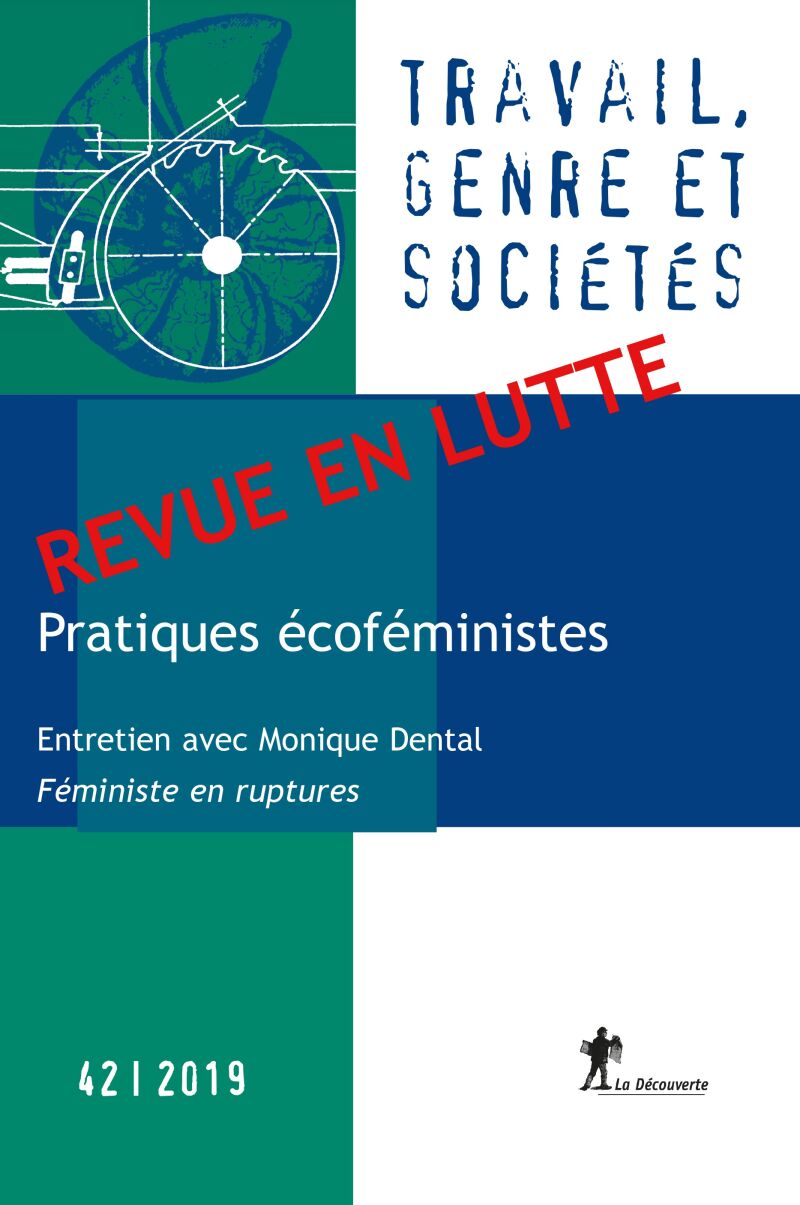 TRAVAIL,
GENRE ET
SOCIÉTÉS
REVUE EN LUTTE
Pratiques écoféministes
Entretien avec Monique Dental
Féministe en ruptures
42 | 2019
La Découverte